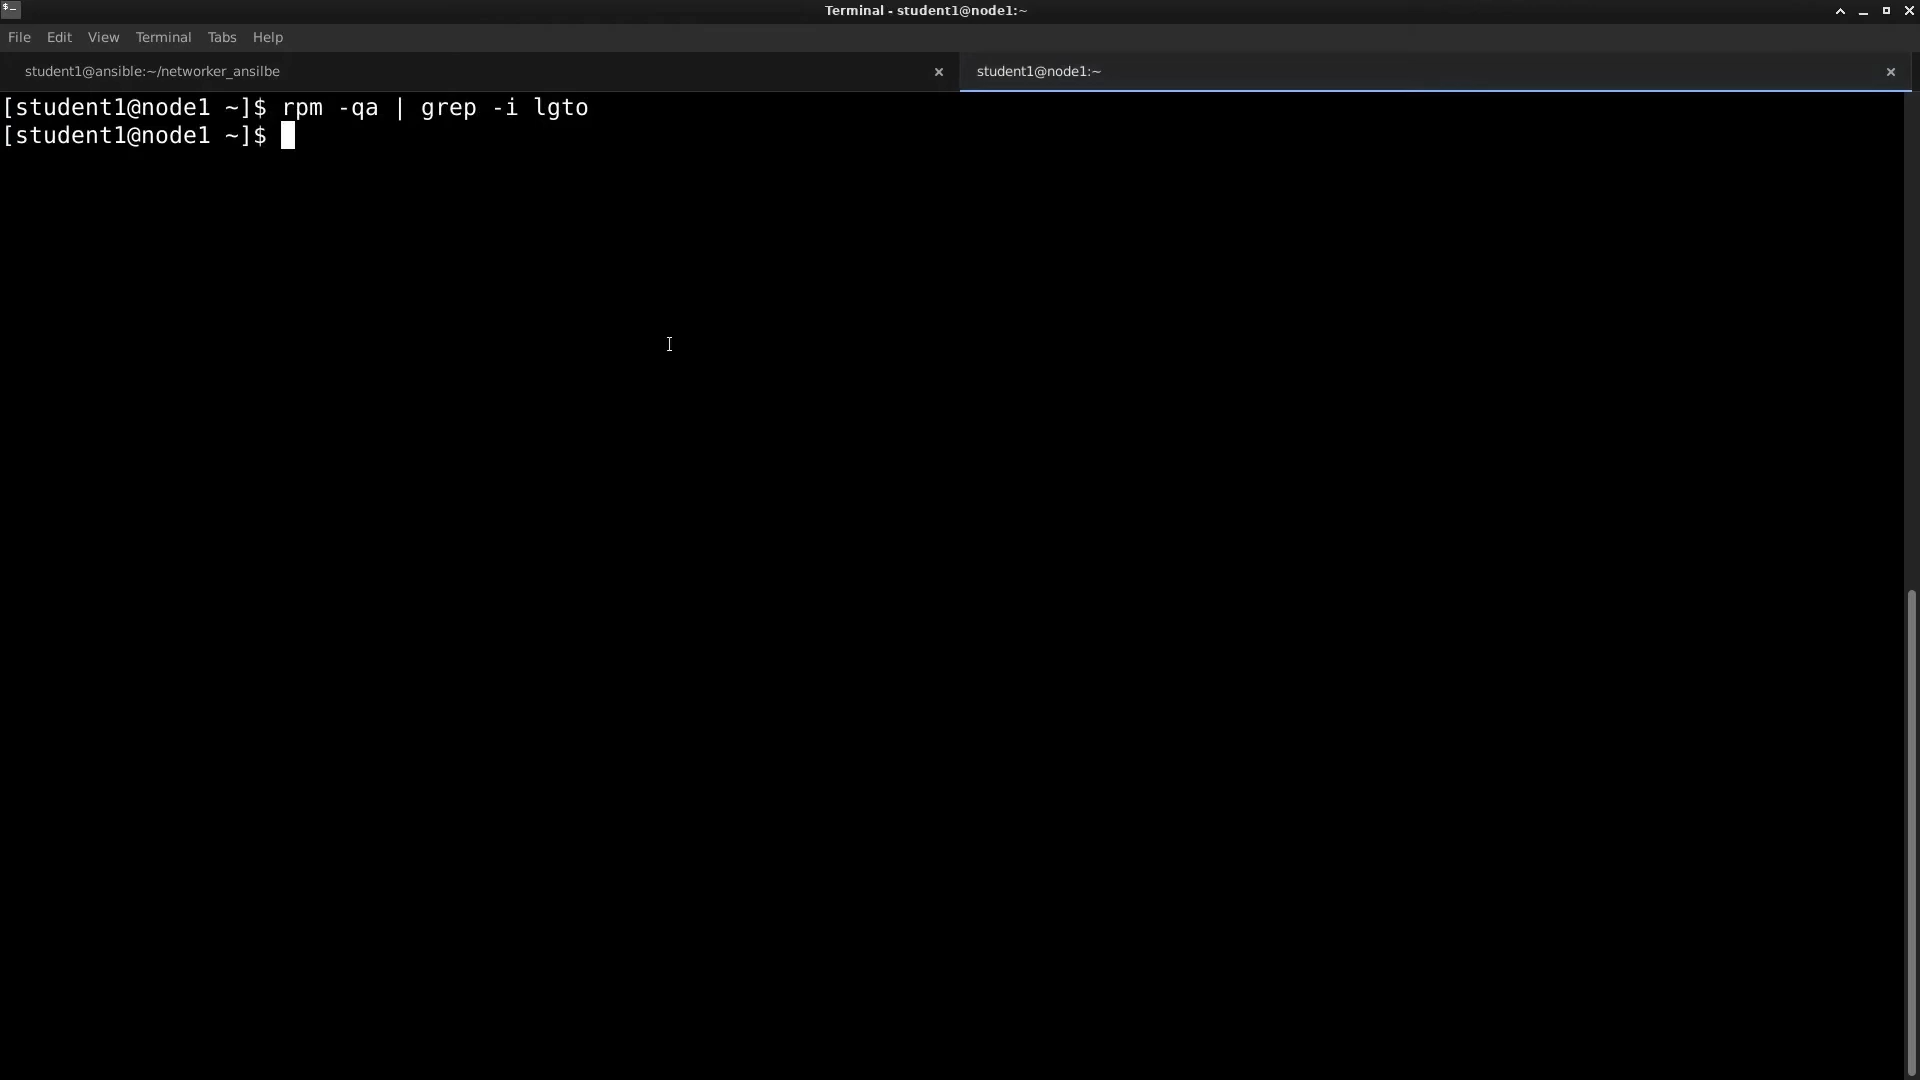 Terminal - student1@node1:~
File Edit View Terminal Tabs Help
student1@ansible:~/networker_ansilbe
student1@node1:~
[student1@node1 ~]$ rpm -qa | grep -i lgto
[student1@node1 ~]$